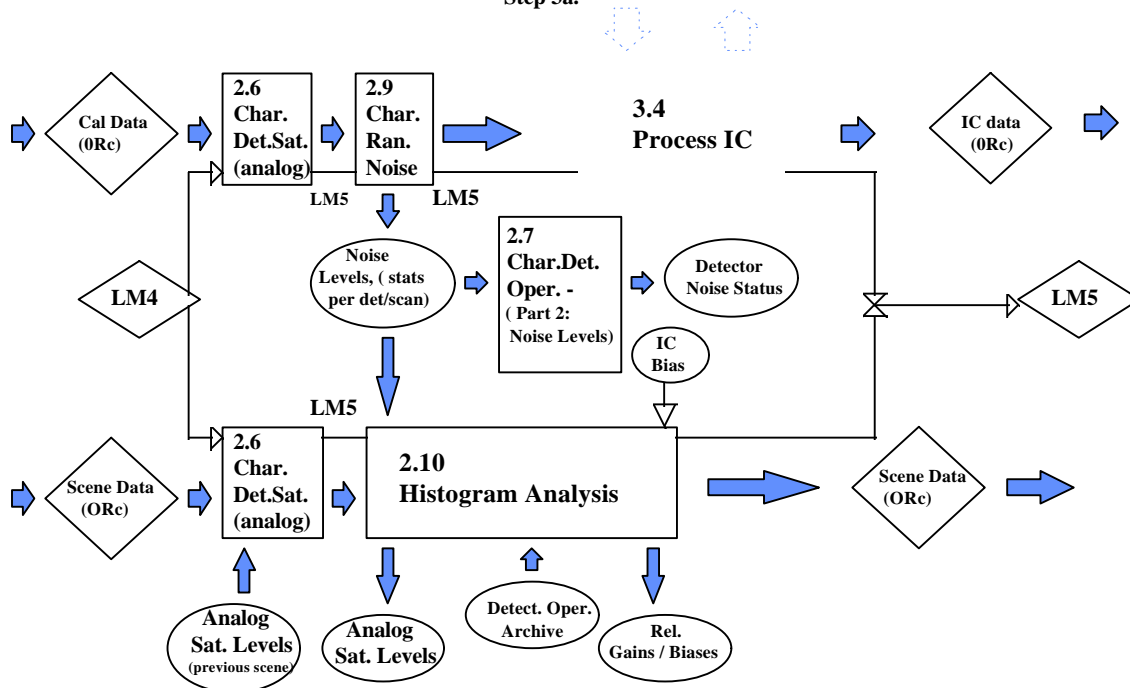 Step 3a.
Cal Data
(0Rc)
2.6
Char.
Det.Sat.
(analog)
2.9
Char.
Ran.
Noise
3.4
Process IC
IC data
(0Rc)
LM5
LM5
LM4
Noise
Levels, ( stats
per det/scan)
2.7
Char.Det.
Oper. -
( Part 2:
Noise Levels)
Detector
Noise Status
IC
Bias
LM5
LM5
Scene Data
(ORc)
2.6
Char.
Det.Sat.
(analog)
2.10
Histogram Analysis
Scene Data
(ORc)
Analog
Sat. Levels
(previous scene)
Analog
Sat. Levels
Detect. Oper.
Archive
Rel.
Gains / Biases